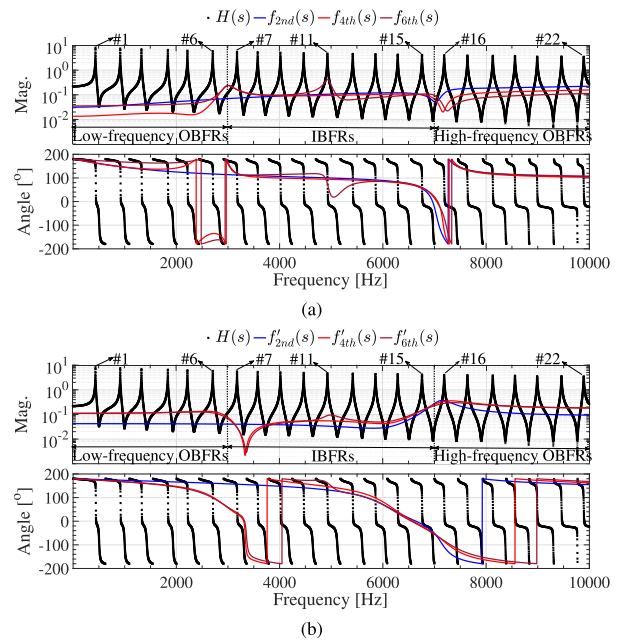 H(s) f2nd(s) f4th(s) f6th(s)
#1 #6 #7 #11 #15 #16 #22
10^1
10^0
10^-1
10^-2
Mag.
Low-frequency OBFRs IBFRs High-frequency OBFRs
180
100
0
-100
-200
Angle [°]
2000 4000 6000 8000 10000
Frequency [Hz]
(a)
H(s) f′2nd(s) f′4th(s) f′6th(s)
#1 #6 #7 #11 #15 #16 #22
10^1
10^0
10^-1
10^-2
Mag.
Low-frequency OBFRs IBFRs High-frequency OBFRs
180
100
0
-100
-200
Angle [°]
2000 4000 6000 8000 10000
Frequency [Hz]
(b)